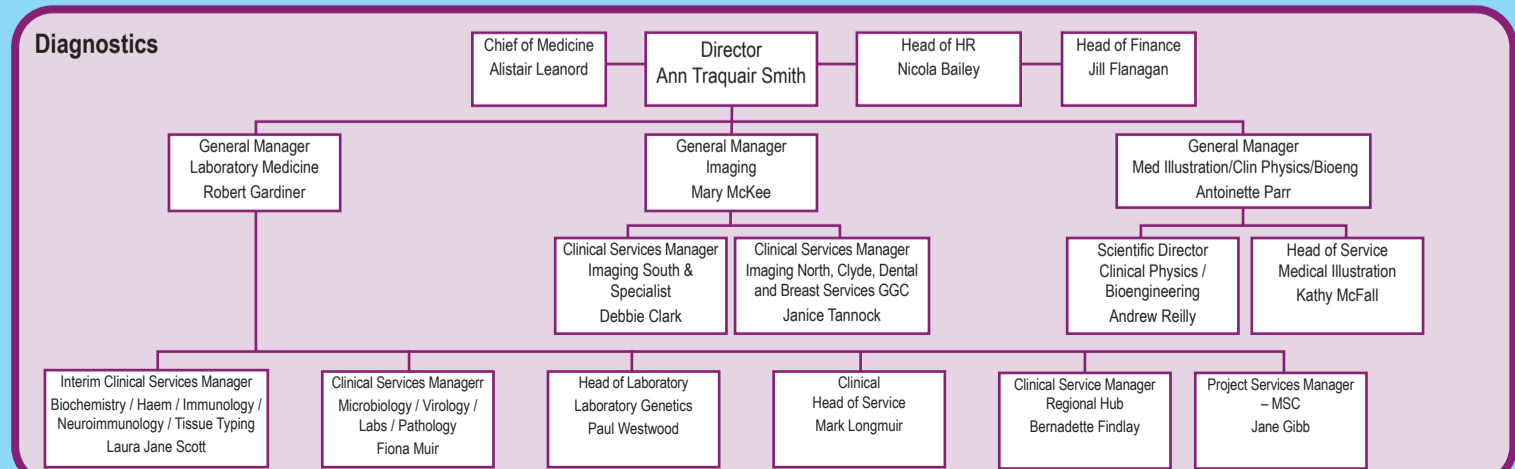 Diagnostics
Chief of Medicine
Alistair Leanord
Director
Ann Traquair Smith
Head of HR
Nicola Bailey
Head of Finance
Jill Flanagan
General Manager
Laboratory Medicine
Robert Gardiner
General Manager
Imaging
Mary McKee
General Manager
Med Illustration/Clin Physics/Bioeng
Antoinette Parr
Clinical Services Manager
Imaging South &
Specialist
Debbie Clark
Clinical Services Manager
Imaging North, Clyde, Dental
and Breast Services GGC
Janice Tannock
Scientific Director
Clinical Physics /
Bioengineering
Andrew Reilly
Head of Service
Medical Illustration
Kathy McFall
Interim Clinical Services Manager
Biochemistry / Haem / Immunology /
Neuroimmunology / Tissue Typing
Laura Jane Scott
Clinical Services Managerr
Microbiology / Virology /
Labs / Pathology
Fiona Muir
Head of Laboratory
Laboratory Genetics
Paul Westwood
Clinical
Head of Service
Mark Longmuir
Clinical Service Manager
Regional Hub
Bernadette Findlay
Project Services Manager
– MSC
Jane Gibb